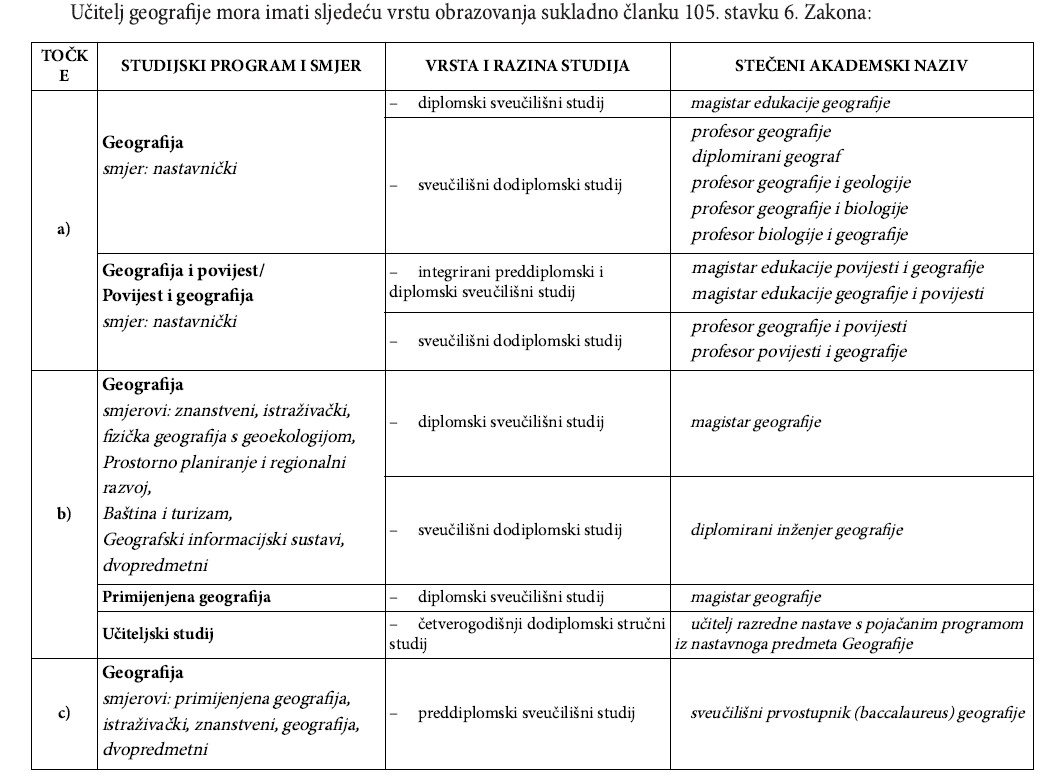 Učitelj geografije mora imati sljedeću vrstu obrazovanja sukladno članku 105. stavku 6. Zakona:
TOČK
E
STUDIJSKI PROGRAM I SMJER
VRSTA I RAZINA STUDIJA
STEČENI AKADEMSKI NAZIV
a)
Geografija
smjer: nastavnički
– diplomski sveučilišni studij
magistar edukacije geografije
– sveučilišni dodiplomski studij
profesor geografije
diplomirani geograf
profesor geografije i geologije
profesor geografije i biologije
profesor biologije i geografije
Geografija i povijest/
Povijest i geografija
smjer: nastavnički
– integrirani preddiplomski i
diplomski sveučilišni studij
magistar edukacije povijesti i geografije
magistar edukacije geografije i povijesti
– sveučilišni dodiplomski studij
profesor geografije i povijesti
profesor povijesti i geografije
b)
Geografija
smjerovi: znanstveni, istraživački,
fizička geografija s geoekologijom,
Prostorno planiranje i regionalni
razvoj,
Baština i turizam,
Geografski informacijski sustavi,
dvopredmetni
– diplomski sveučilišni studij
magistar geografije
– sveučilišni dodiplomski studij
diplomirani inženjer geografije
Primijenjena geografija
– diplomski sveučilišni studij
magistar geografije
Učiteljski studij
– četverogodišnji dodiplomski stručni
studij
učitelj razredne nastave s pojačanim programom
iz nastavnoga predmeta Geografije
c)
Geografija
smjerovi: primijenjena geografija,
istraživački, znanstveni, geografija,
dvopredmetni
– preddiplomski sveučilišni studij
sveučilišni prvostupnik (baccalaureus) geografije